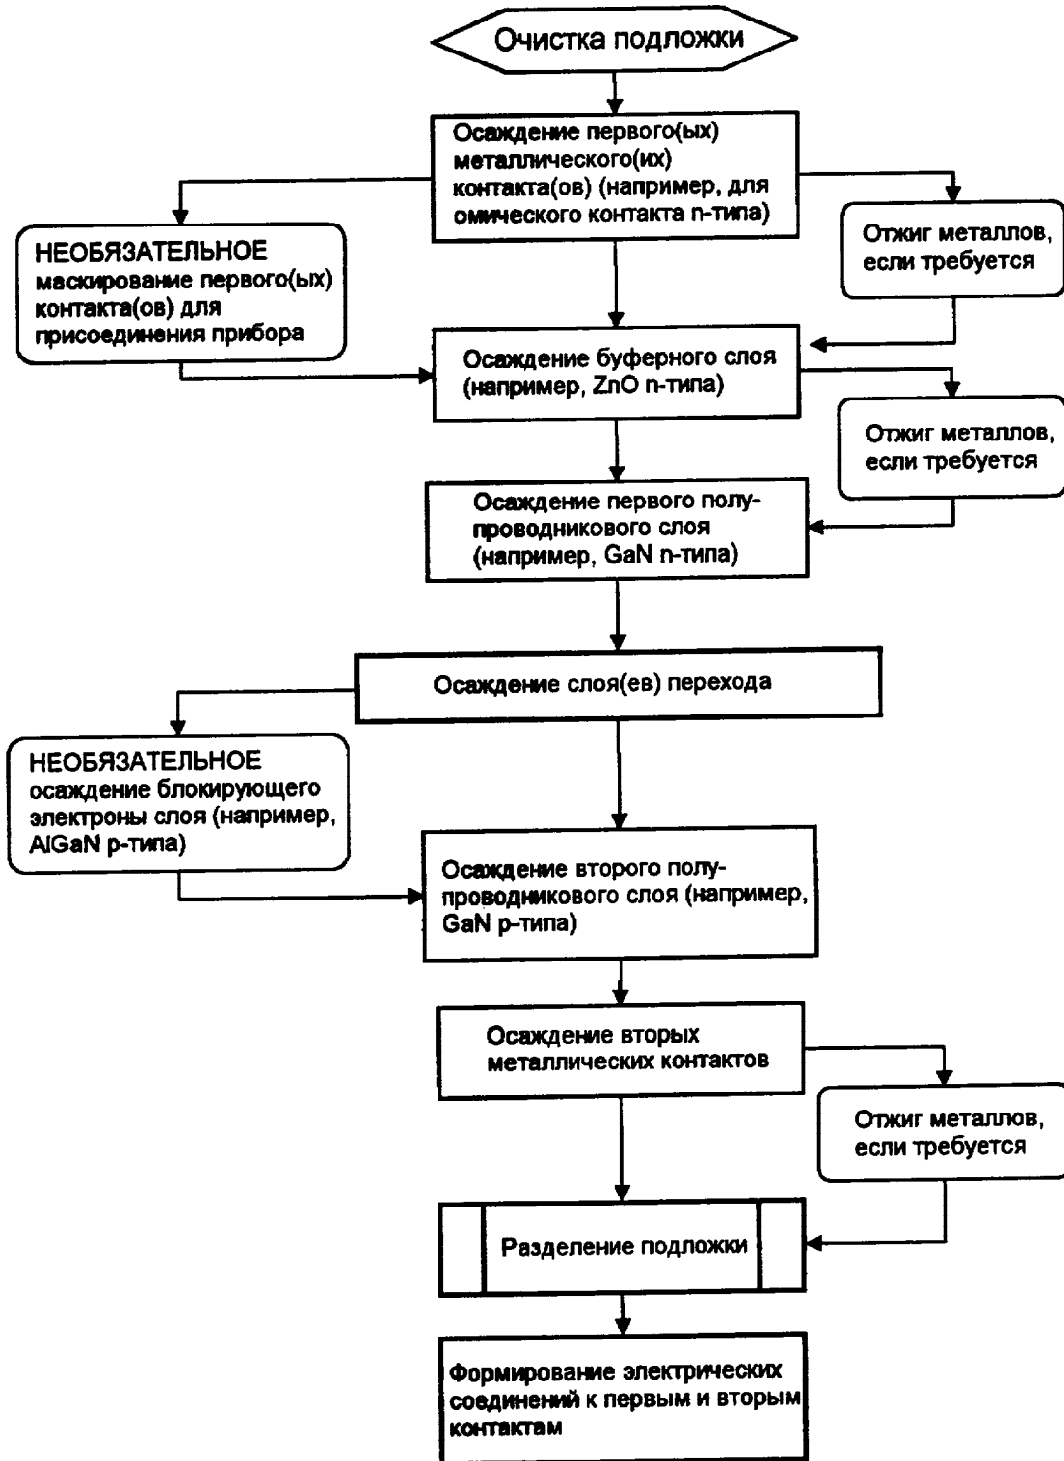 Очистка подложки
Осаждение первого(ых)
металлического(их)
контакта(ов) (например, для
омического контакта n-типа)
НЕОБЯЗАТЕЛЬНОЕ
маскирование первого(ых)
контакта(ов) для
присоединения прибора
Отжиг металлов,
если требуется
Осаждение буферного слоя
(например, ZnO n-типа)
Отжиг металлов,
если требуется
Осаждение первого полу-
проводникового слоя
(например, GaN n-типа)
Осаждение слоя(ев) перехода
НЕОБЯЗАТЕЛЬНОЕ
осаждение блокирующего
электроны слоя (например,
AlGaN p-типа)
Осаждение второго полу-
проводникового слоя (например,
GaN p-типа)
Осаждение вторых
металлических контактов
Отжиг металлов,
если требуется
Разделение подложки
Формирование электрических
соединений к первым и вторым
контактам